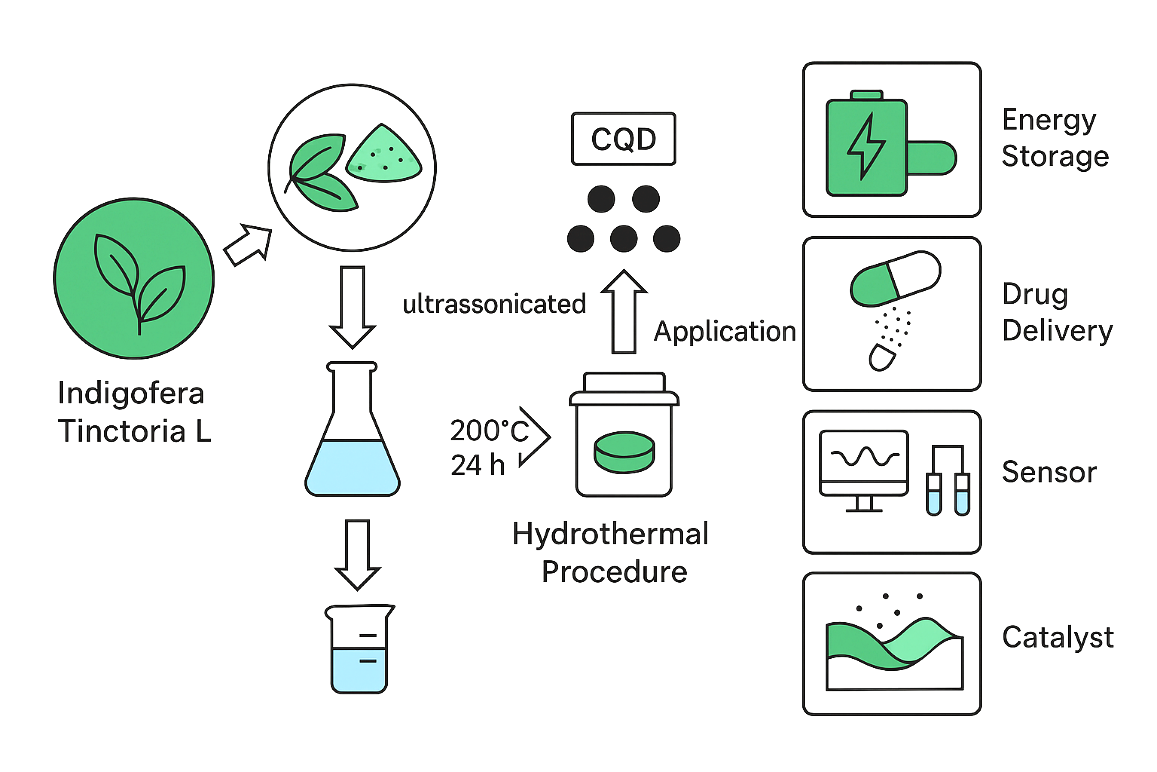 Indigofera
Tinctoria L
ultrassonicated
200°C
24 h
Hydrothermal
Procedure
CQD
Application
Energy
Storage
Drug
Delivery
Sensor
Catalyst